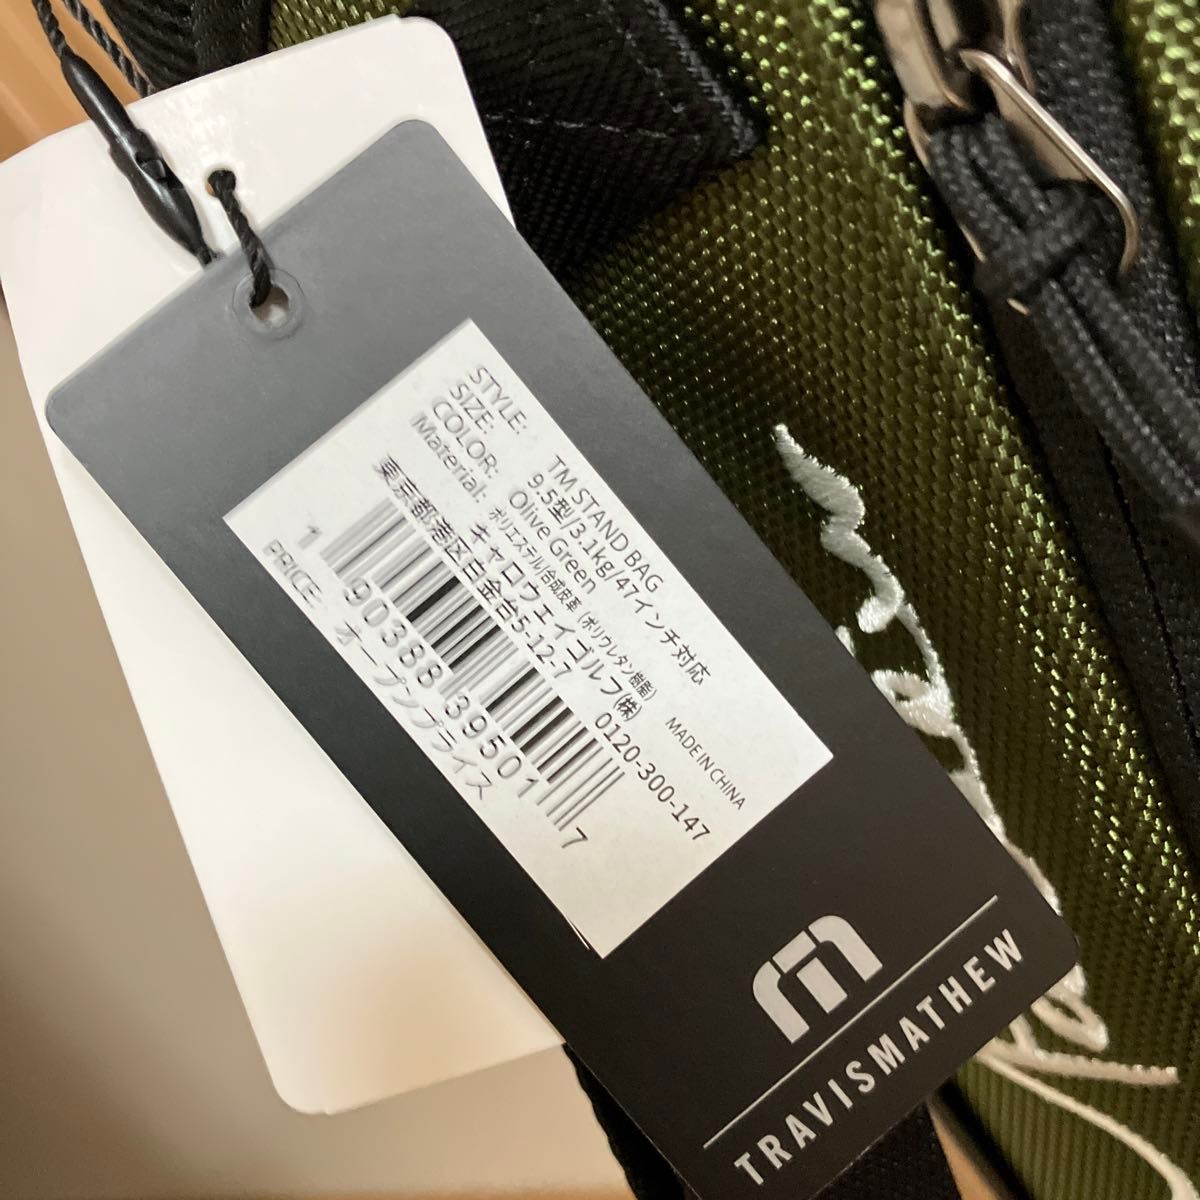 STYLE: TM STAND BAG
SIZE: 9.5型/3.1kg/47インチ対応
COLOR: Olive Green
Material: ポリエステル/合成皮革（ポリウレタン樹脂） MADE IN CHINA
キャロウェイゴルフ(株) 0120-300-147
東京都港区白金台5-12-7
1 90388 39501 7
PRICE: オープンプライス
TRAVISMATHEW